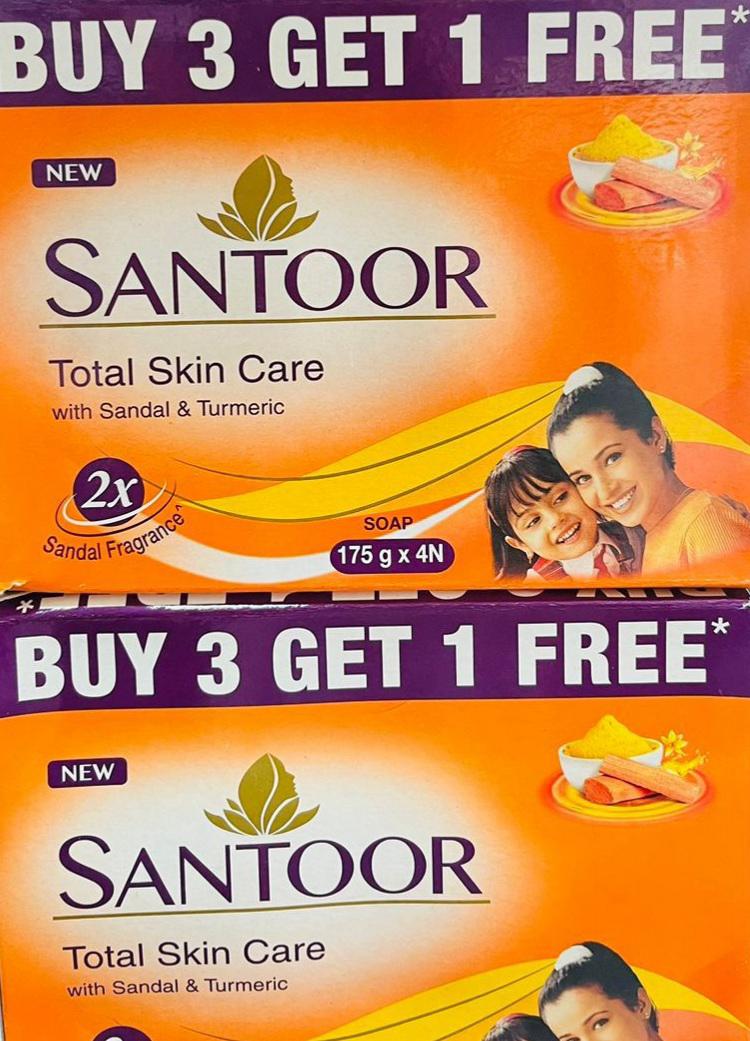 BUY 3 GET 1 FREE*
NEW
SANTOOR
Total Skin Care
with Sandal & Turmeric
2x
Sandal Fragrance^
SOAP
175 g x 4N
BUY 3 GET 1 FREE*
NEW
SANTOOR
Total Skin Care
with Sandal & Turmeric